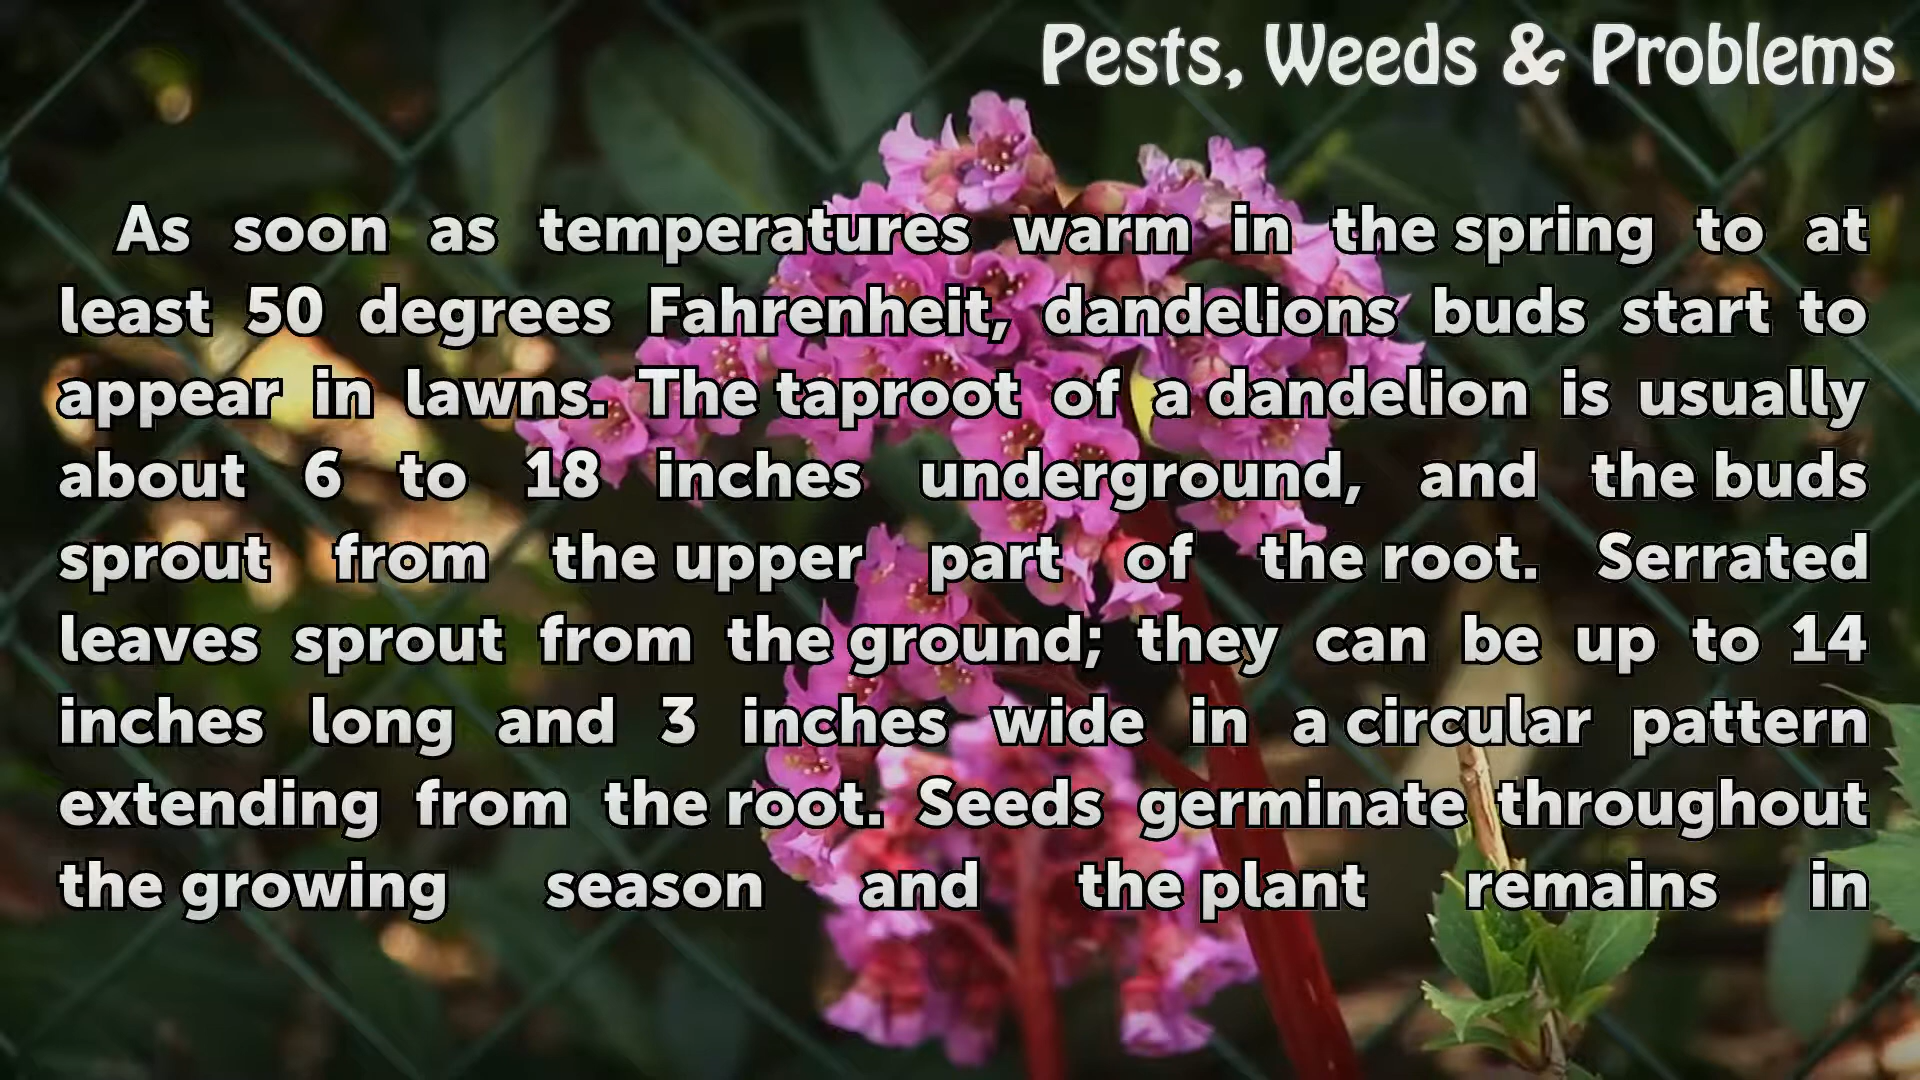 Pests, Weeds & Problems
As soon as temperatures warm in the spring to at
least 50 degrees Fahrenheit, dandelions buds start to
appear in lawns. The taproot of a dandelion is usually
about 6 to 18 inches underground, and the buds
sprout from the upper part of the root. Serrated
leaves sprout from the ground; they can be up to 14
inches long and 3 inches wide in a circular pattern
extending from the root. Seeds germinate throughout
the growing season and the plant remains in